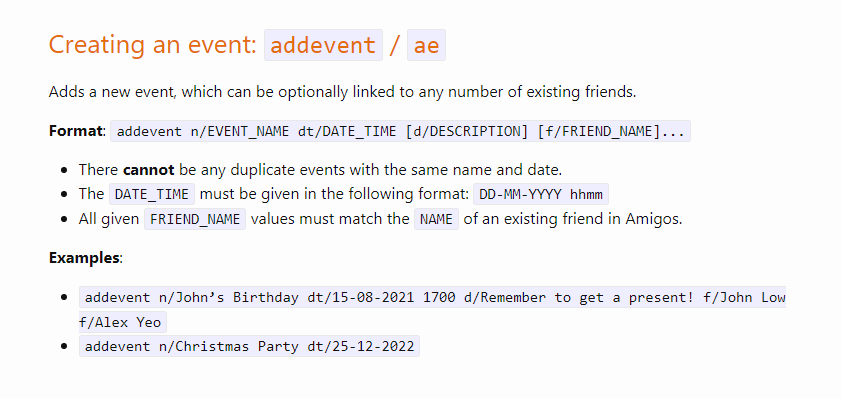 Creating an event: addevent / ae
Adds a new event, which can be optionally linked to any number of existing friends.
Format: addevent n/EVENT_NAME dt/DATE_TIME [d/DESCRIPTION] [f/FRIEND_NAME]...
• There cannot be any duplicate events with the same name and date.
• The DATE_TIME must be given in the following format: DD-MM-YYYY hhmm
• All given FRIEND_NAME values must match the NAME of an existing friend in Amigos.
Examples:
• addevent n/John’s Birthday dt/15-08-2021 1700 d/Remember to get a present! f/John Low
f/Alex Yeo
• addevent n/Christmas Party dt/25-12-2022